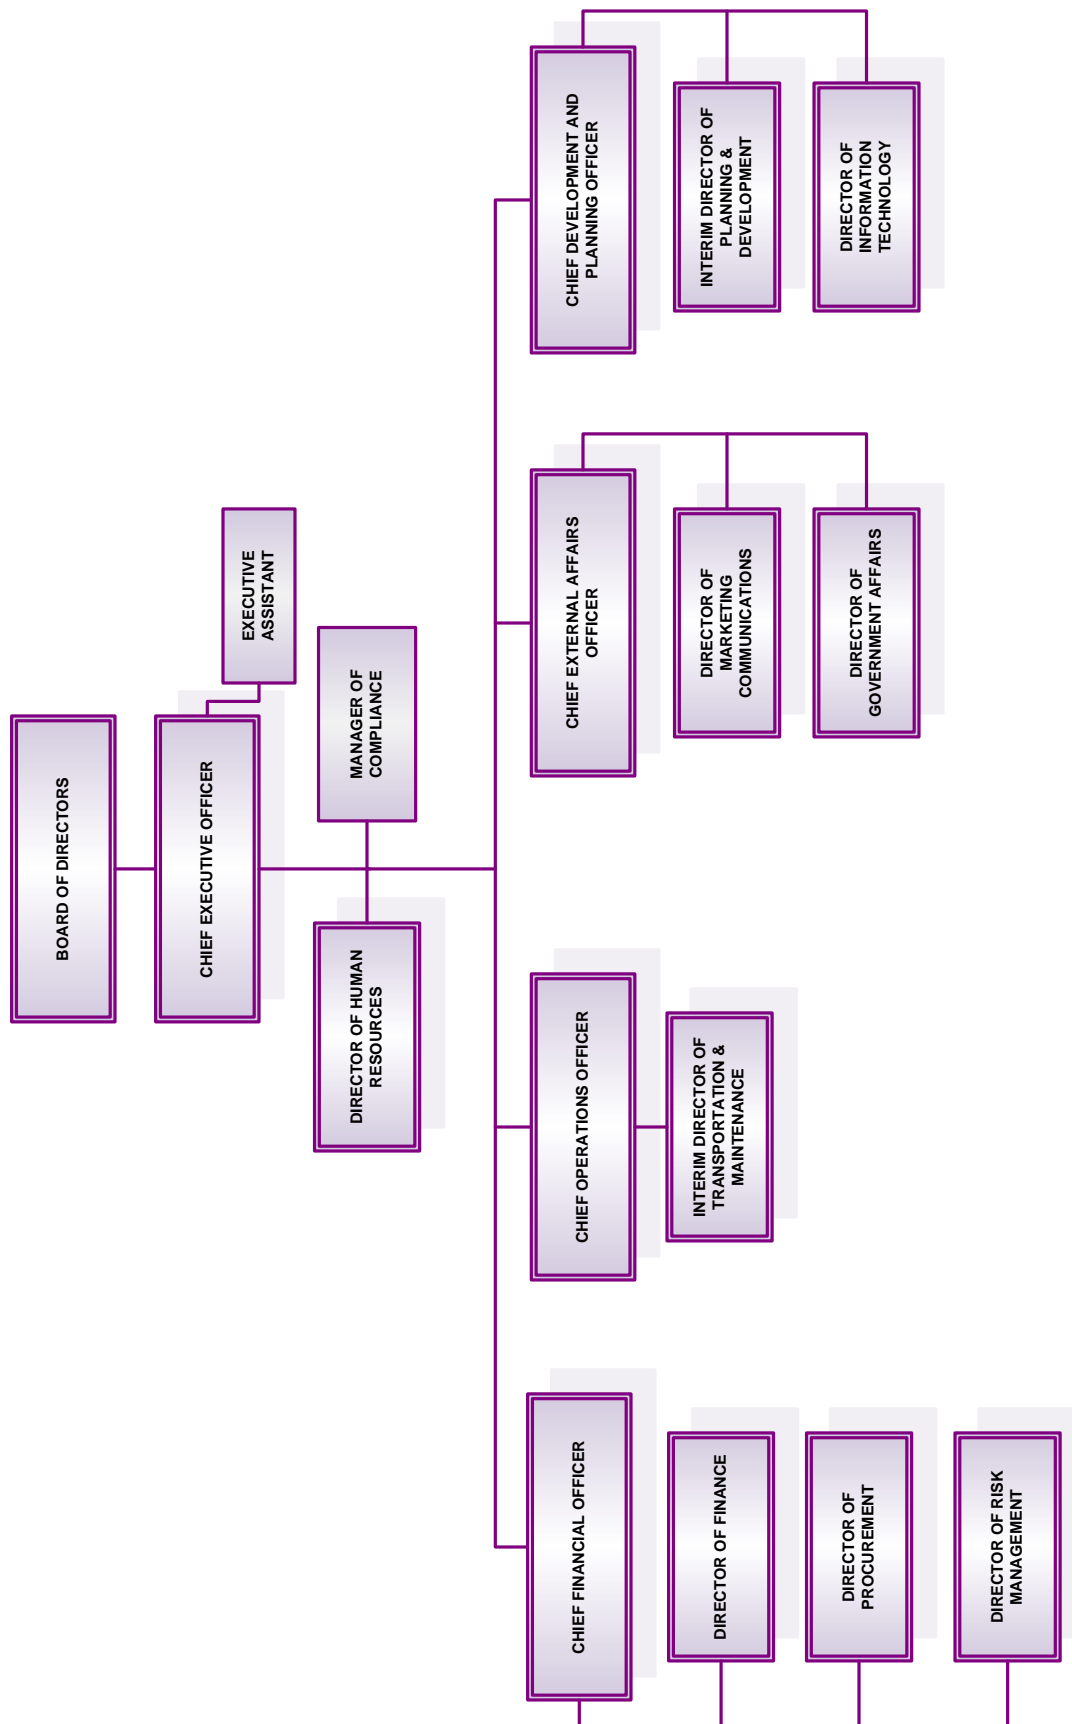 BOARD OF DIRECTORS
CHIEF EXECUTIVE OFFICER
EXECUTIVE
ASSISTANT
DIRECTOR OF HUMAN
RESOURCES
MANAGER OF
COMPLIANCE
CHIEF FINANCIAL OFFICER
CHIEF OPERATIONS OFFICER
CHIEF EXTERNAL AFFAIRS
OFFICER
CHIEF DEVELOPMENT AND
PLANNING OFFICER
DIRECTOR OF FINANCE
INTERIM DIRECTOR OF
TRANSPORTATION &
MAINTENANCE
DIRECTOR OF
MARKETING
COMMUNICATIONS
INTERIM DIRECTOR OF
PLANNING &
DEVELOPMENT
DIRECTOR OF
PROCUREMENT
DIRECTOR OF
GOVERNMENT AFFAIRS
DIRECTOR OF
INFORMATION
TECHNOLOGY
DIRECTOR OF RISK
MANAGEMENT